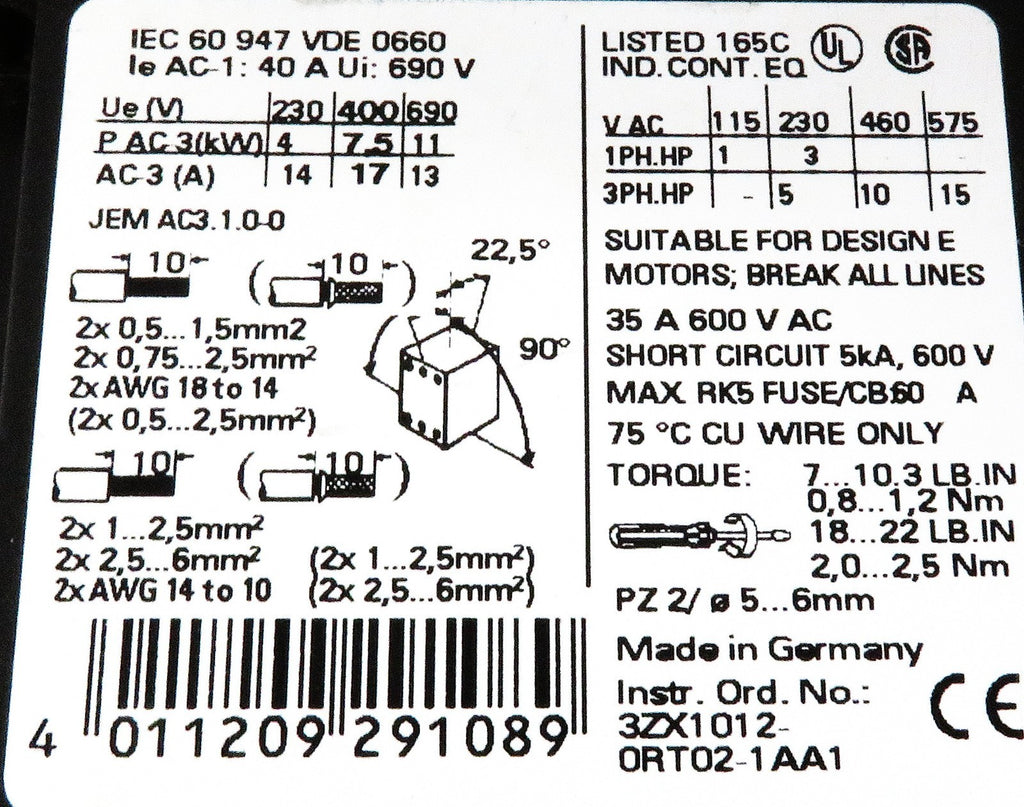 IEC 60 947 VDE 0660
Ie AC-1: 40 A Ui: 690 V
Ue (V) 230 400 690
P AC 3(kW) 4 7,5 11
AC-3 (A) 14 17 13
JEM AC3.1.0-0
10 (10)
2x 0,5...1,5mm2
2x 0,75...2,5mm²
2x AWG 18 to 14
(2x 0,5...2,5mm²)
22,5°
90°
10 (10)
2x 1...2,5mm²
2x 2,5...6mm² (2x 1...2,5mm²)
2x AWG 14 to 10 (2x 2,5...6mm²)
4 011209 291089
LISTED 165C UL SA
IND. CONT. EQ
V AC 115 230 460 575
1PH.HP 1 3 - -
3PH.HP - 5 10 15
SUITABLE FOR DESIGN E
MOTORS; BREAK ALL LINES
35 A 600 V AC
SHORT CIRCUIT 5kA, 600 V
MAX. RK5 FUSE/CB:60 A
75 °C CU WIRE ONLY
TORQUE: 7...10.3 LB.IN
0,8...1,2 Nm
18...22 LB.IN
2,0...2,5 Nm
PZ 2/ ø 5...6mm
Made in Germany
Instr. Ord. No.:
3ZX1012-
0RT02-1AA1
CE